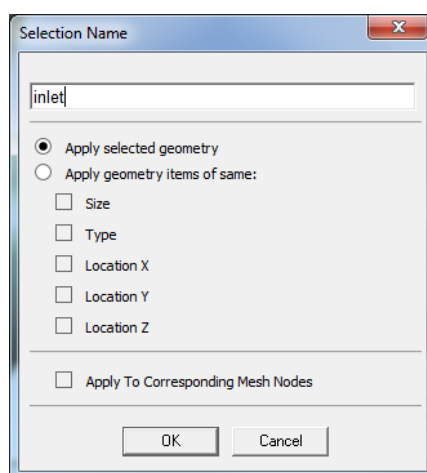 Selection Name
inlet
Apply selected geometry
Apply geometry items of same:
Size
Type
Location X
Location Y
Location Z
Apply To Corresponding Mesh Nodes
OK Cancel